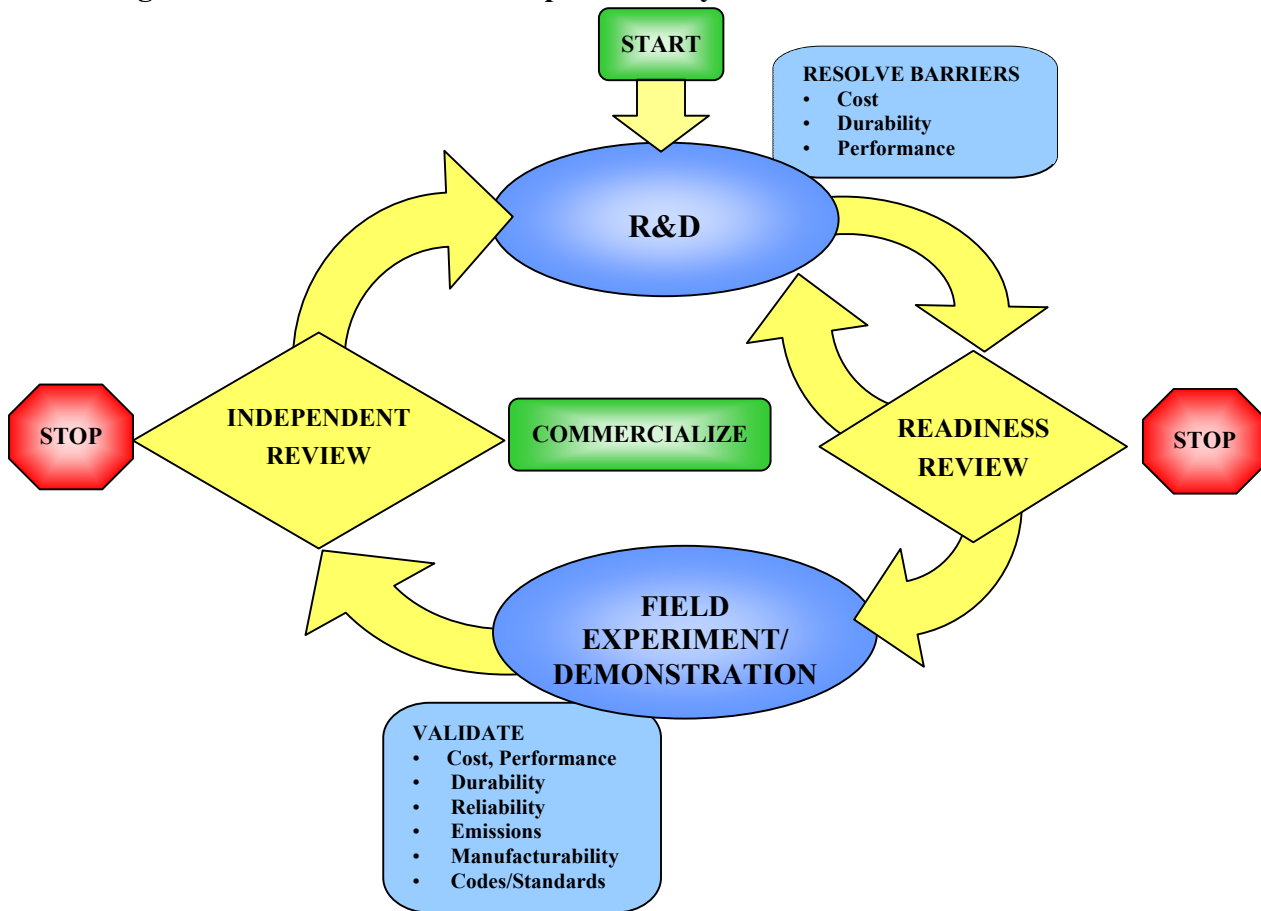 START
RESOLVE BARRIERS
• Cost
• Durability
• Performance
R&D
INDEPENDENT
REVIEW
STOP
COMMERCIALIZE
READINESS
REVIEW
STOP
FIELD
EXPERIMENT/
DEMONSTRATION
VALIDATE
• Cost, Performance
• Durability
• Reliability
• Emissions
• Manufacturability
• Codes/Standards